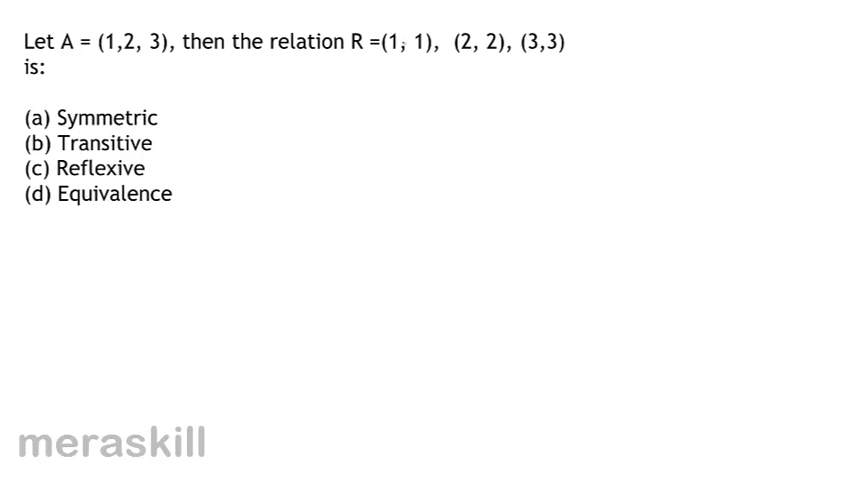 Let A = (1,2, 3), then the relation R =(1; 1), (2, 2), (3,3)
is:
(a) Symmetric
(b) Transitive
(c) Reflexive
(d) Equivalence
meraskill